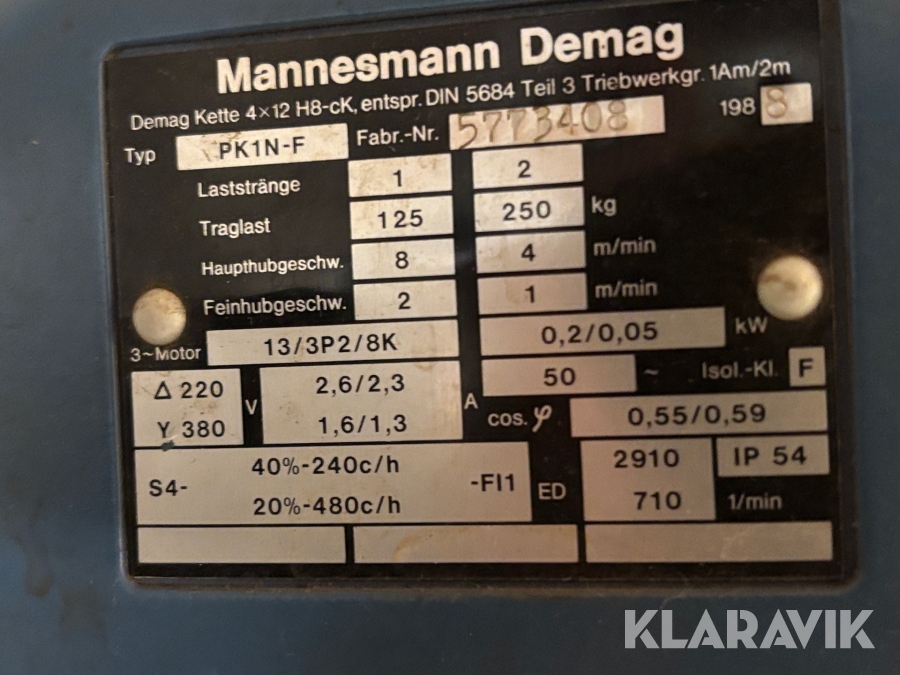 Mannesmann Demag
Demag Kette 4×12 H8-cK, entspr. DIN 5684 Teil 3 Triebwerkgr. 1Am/2m
Typ PK1N-F Fabr.-Nr. 5773408 1988
Laststränge 1 2
Traglast 125 250 kg
Haupthubgeschw. 8 4 m/min
Feinhubgeschw. 2 1 m/min
3~Motor 13/3P2/8K 0,2/0,05 kW
Δ 220 V 2,6/2,3 A 50 ~ Isol.-Kl. F
Y 380 1,6/1,3 cos. φ 0,55/0,59
S4- 40%-240c/h -FI1 ED 2910 IP 54
20%-480c/h 710 1/min
KLARAVIK